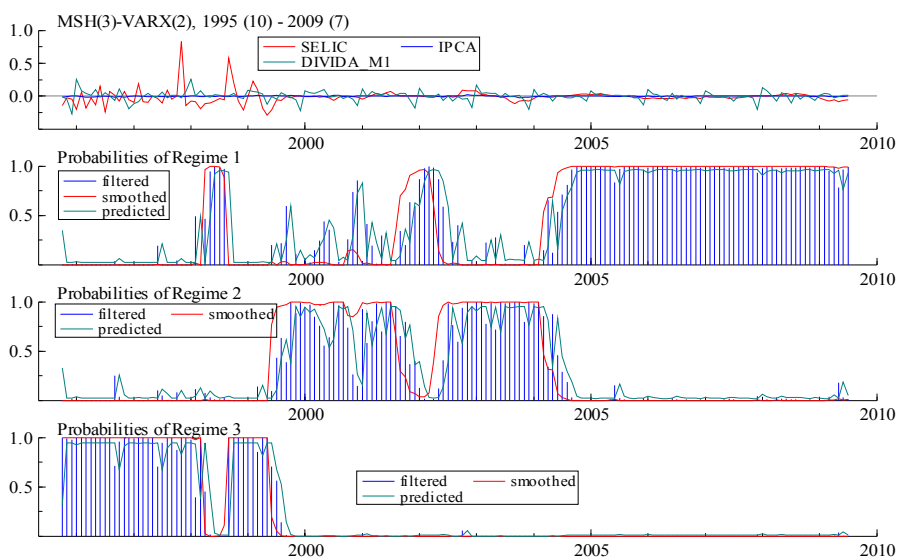 MSH(3)-VARX(2), 1995 (10) - 2009 (7)
1.0
SELIC IPCA
DIVIDA_M1
0.5
0.0
2000 2005 2010
Probabilities of Regime 1
1.0
filtered
smoothed
predicted
0.5
2000 2005 2010
Probabilities of Regime 2
1.0
filtered smoothed
predicted
0.5
2000 2005 2010
Probabilities of Regime 3
1.0
filtered smoothed
predicted
0.5
2000 2005 2010